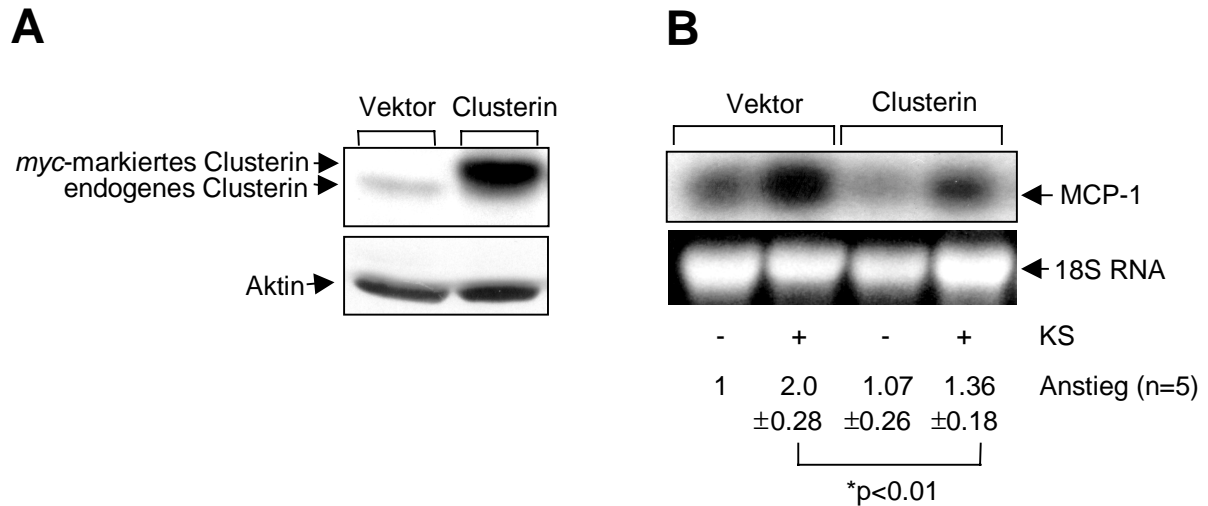 A
Vektor Clusterin
myc-markiertes Clusterin
endogenes Clusterin
Aktin
B
Vektor Clusterin
MCP-1
18S RNA
- + - + KS
1 2.0 1.07 1.36 Anstieg (n=5)
±0.28 ±0.26 ±0.18
*p<0.01